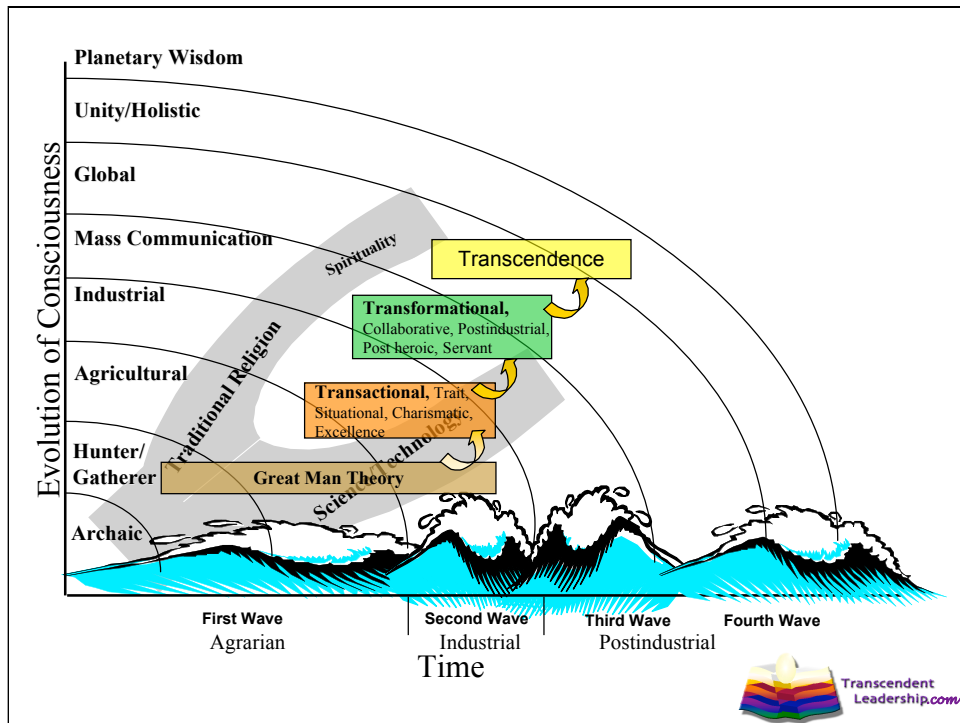 Planetary Wisdom
Unity/Holistic
Global
Mass Communication
Industrial
Agricultural
Hunter/
Gatherer
Archaic
Evolution of Consciousness
Traditional Religion
Spirituality
Science/Technology
Transcendence
Transformational,
Collaborative, Postindustrial,
Post heroic, Servant
Transactional, Trait,
Situational, Charismatic,
Excellence
Great Man Theory
First Wave
Agrarian
Second Wave
Industrial
Third Wave
Postindustrial
Fourth Wave
Time
Transcendent
Leadership.com